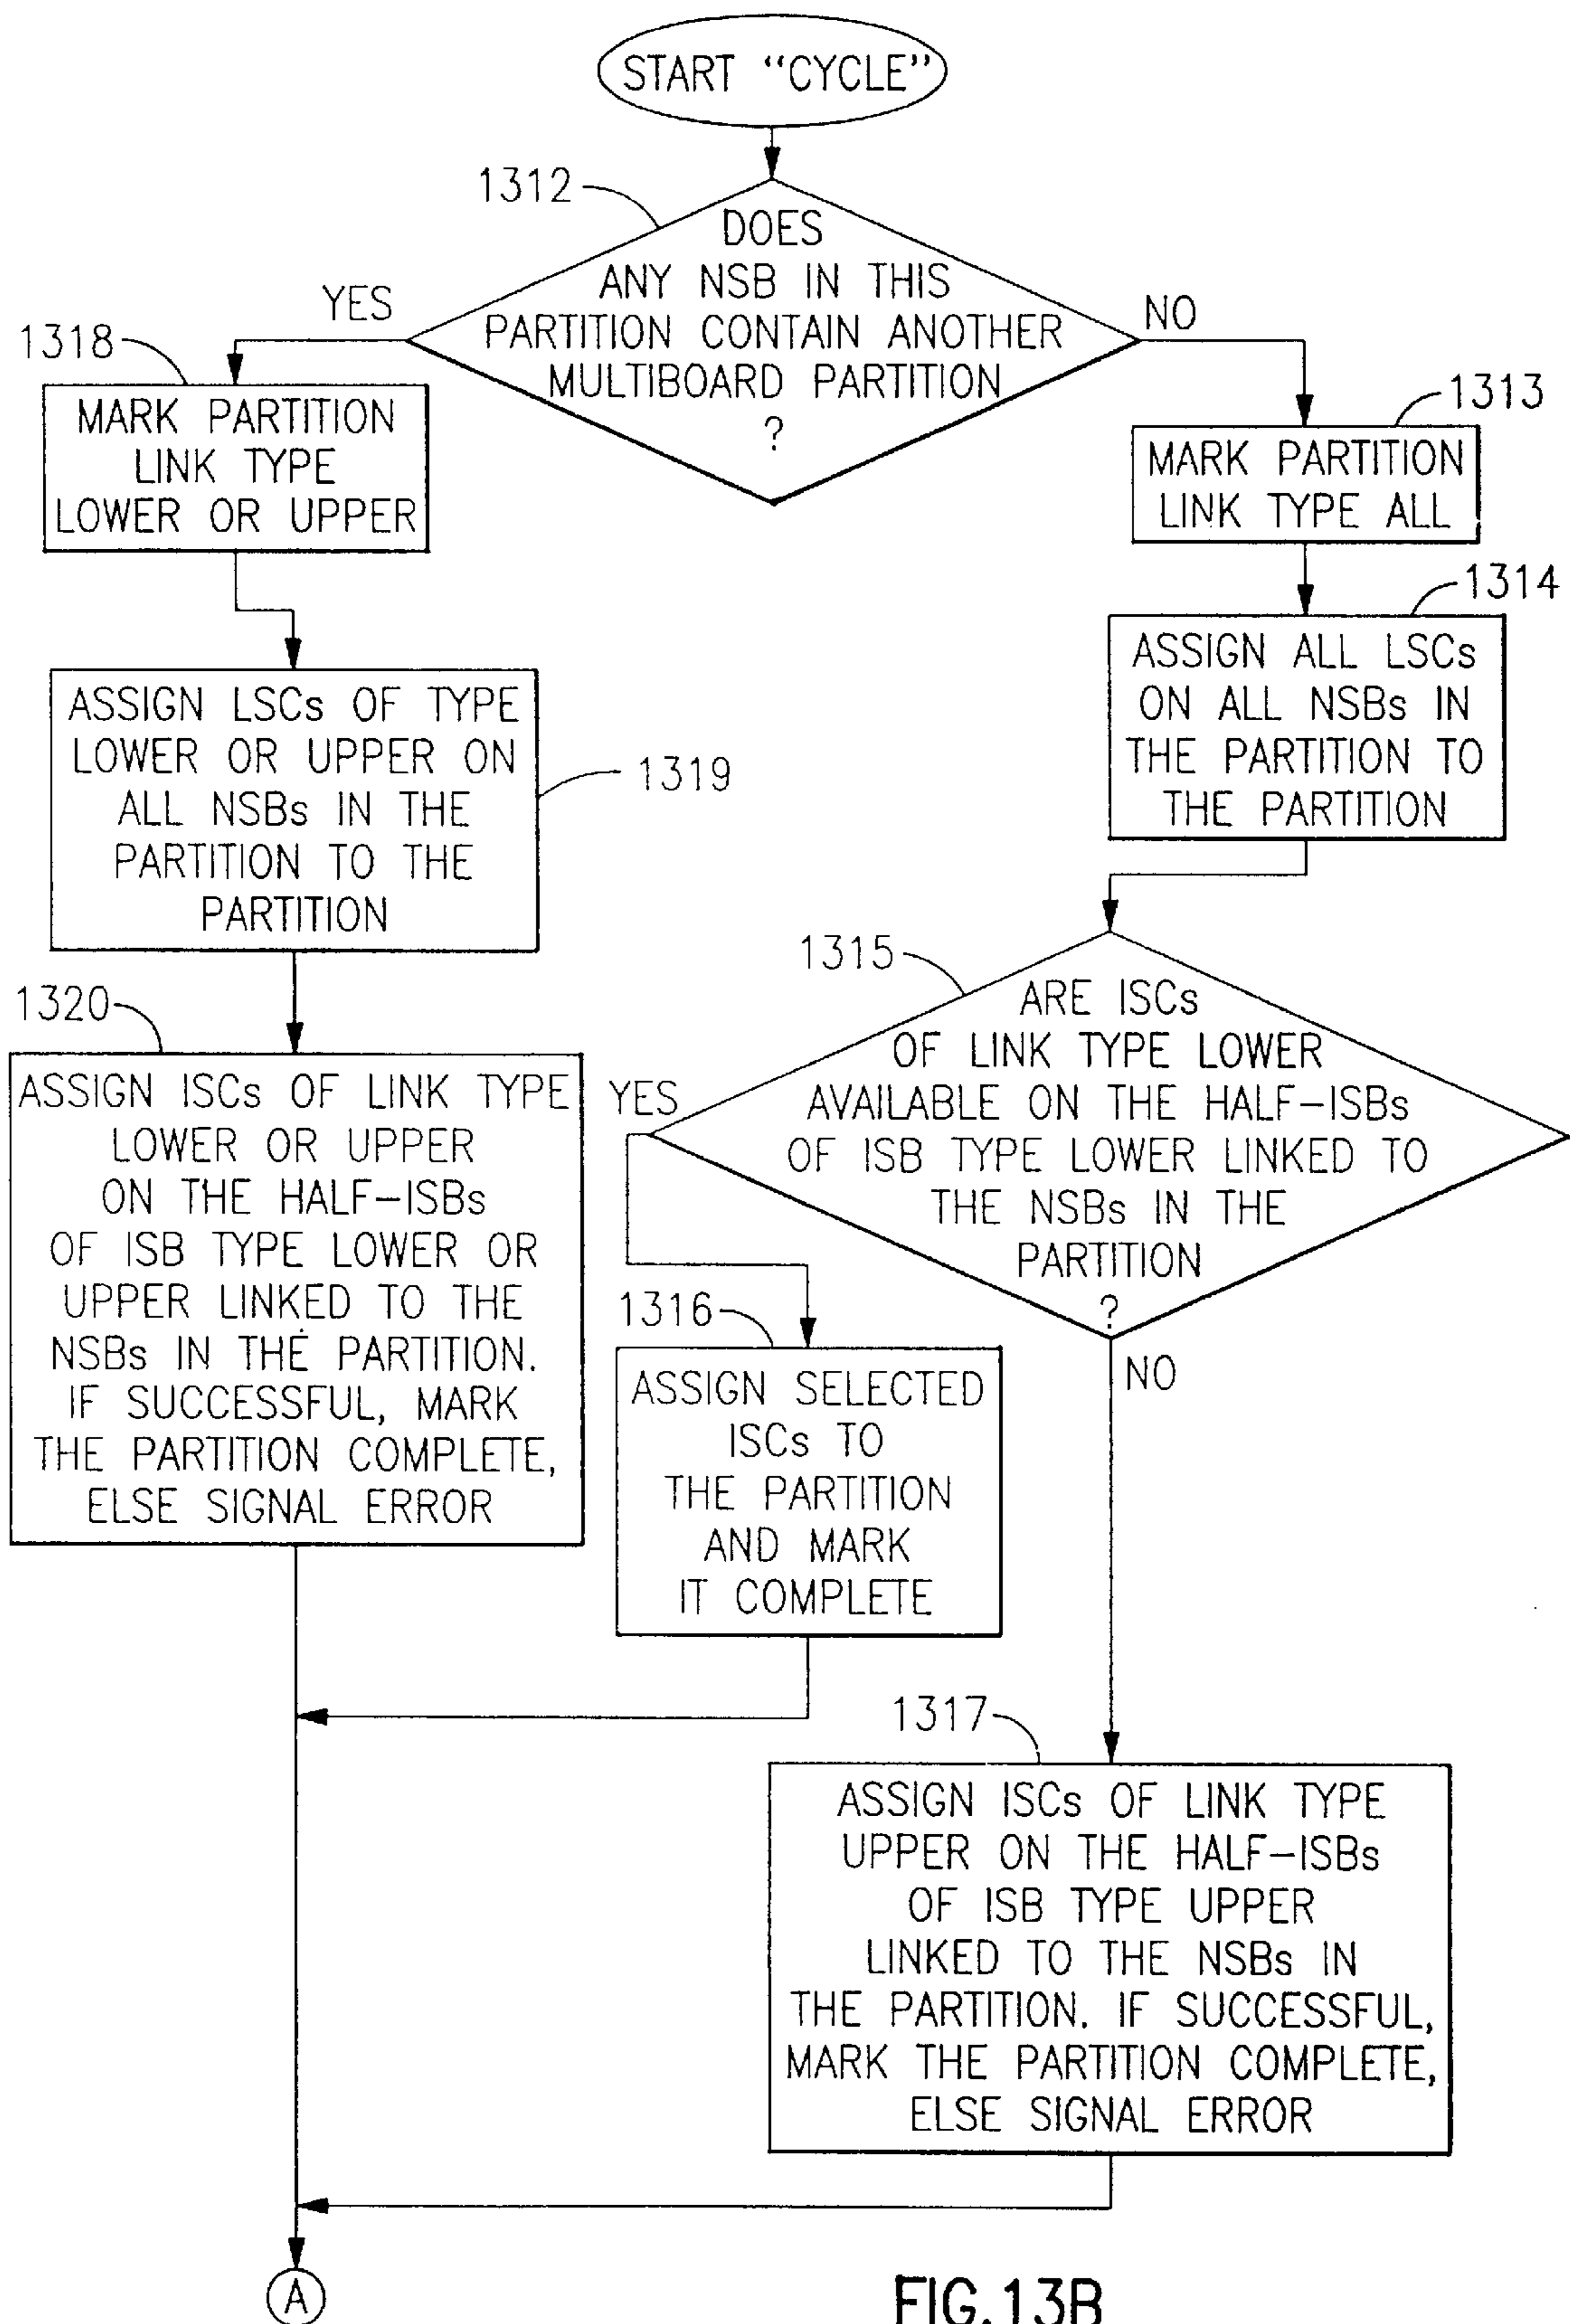 START "CYCLE"
1312
DOES
ANY NSB IN THIS
PARTITION CONTAIN ANOTHER
MULTIBOARD PARTITION
?
YES
NO
1318
MARK PARTITION
LINK TYPE
LOWER OR UPPER
1313
MARK PARTITION
LINK TYPE ALL
1314
ASSIGN ALL LSCs
ON ALL NSBs IN
THE PARTITION TO
THE PARTITION
ASSIGN LSCs OF TYPE
LOWER OR UPPER ON
ALL NSBs IN THE
PARTITION TO THE
PARTITION
1319
1315
ARE ISCs
OF LINK TYPE LOWER
AVAILABLE ON THE HALF-ISBs
OF ISB TYPE LOWER LINKED TO
THE NSBs IN THE
PARTITION
?
YES
NO
1320
ASSIGN ISCs OF LINK TYPE
LOWER OR UPPER
ON THE HALF-ISBs
OF ISB TYPE LOWER OR
UPPER LINKED TO THE
NSBs IN THE PARTITION.
IF SUCCESSFUL, MARK
THE PARTITION COMPLETE,
ELSE SIGNAL ERROR
1316
ASSIGN SELECTED
ISCs TO
THE PARTITION
AND MARK
IT COMPLETE
1317
ASSIGN ISCs OF LINK TYPE
UPPER ON THE HALF-ISBs
OF ISB TYPE UPPER
LINKED TO THE NSBs IN
THE PARTITION. IF SUCCESSFUL,
MARK THE PARTITION COMPLETE,
ELSE SIGNAL ERROR
A
FIG.13B